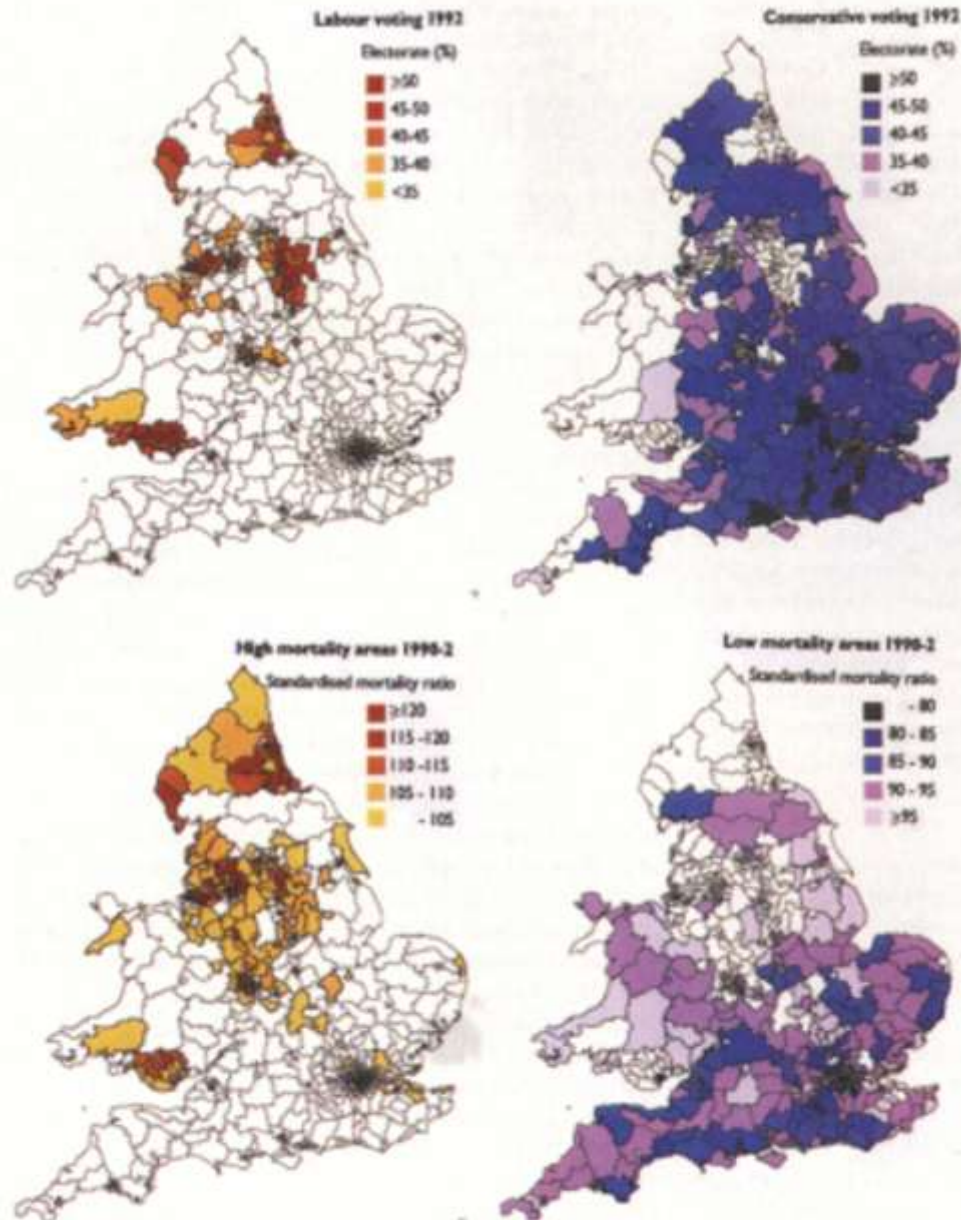 Labour voting 1992
Electorate (%)
≥50
45-50
40-45
35-40
<35
Conservative voting 1992
Electorate (%)
≥50
45-50
40-45
35-40
<35
High mortality areas 1990-2
Standardised mortality ratio
≥120
115 -120
110 -115
105 - 110
- 105
Low mortality areas 1990-2
Standardised mortality ratio
- 80
80 - 85
85 - 90
90 - 95
≥95